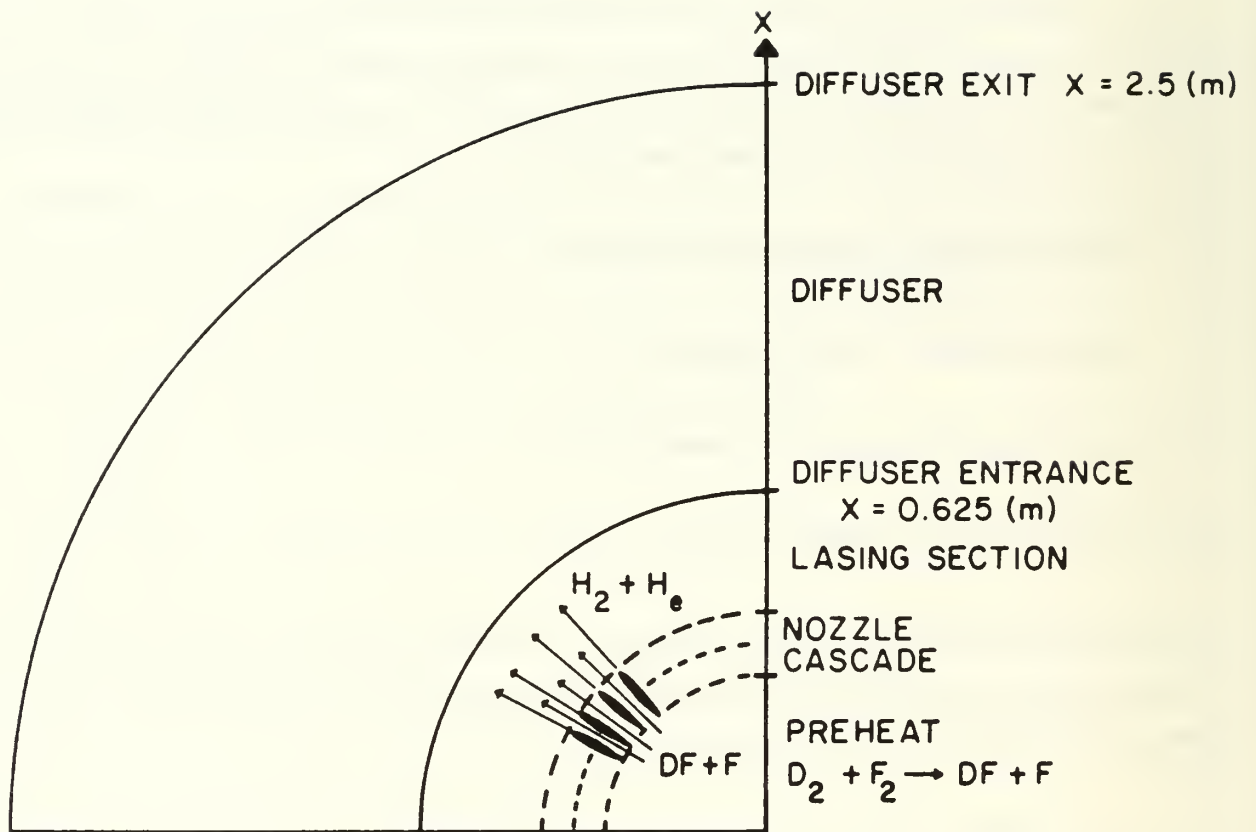 X
DIFFUSER EXIT X = 2.5 (m)
DIFFUSER
DIFFUSER ENTRANCE
X = 0.625 (m)
LASING SECTION
H₂ + Hₑ
NOZZLE
CASCADE
PREHEAT
DF+F
D₂ + F₂ → DF + F